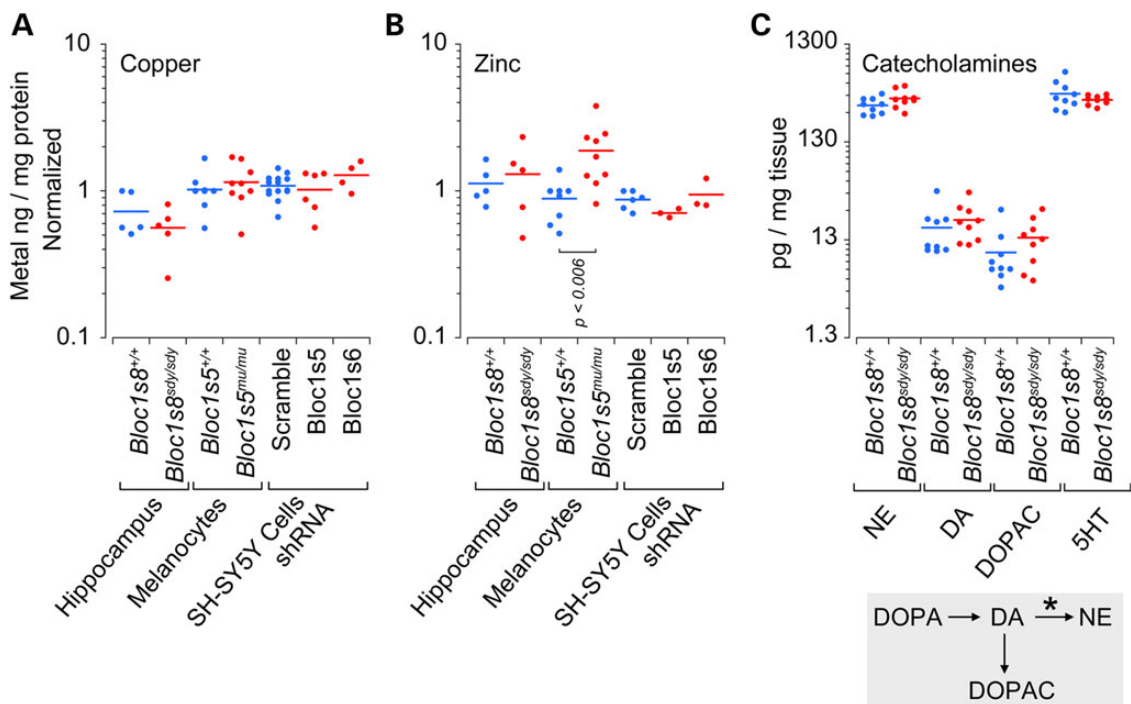 A
Metal ng / mg protein
Normalized
10
1
0.1
Copper
Bloc1s8+/+
Bloc1s8sdy/sdy
Bloc1s5+/+
Bloc1s5mu/mu
Scramble
Bloc1s5
Bloc1s6
Hippocampus
Melanocytes
SH-SY5Y Cells
shRNA
B
10
1
0.1
Zinc
p < 0.006
Bloc1s8+/+
Bloc1s8sdy/sdy
Bloc1s5+/+
Bloc1s5mu/mu
Scramble
Bloc1s5
Bloc1s6
Hippocampus
Melanocytes
SH-SY5Y Cells
shRNA
C
pg / mg tissue
1300
130
13
1.3
Catecholamines
Bloc1s8+/+
Bloc1s8sdy/sdy
Bloc1s8+/+
Bloc1s8sdy/sdy
Bloc1s8+/+
Bloc1s8sdy/sdy
Bloc1s8+/+
Bloc1s8sdy/sdy
NE
DA
DOPAC
5HT
DOPA → DA * → NE
↓
DOPAC